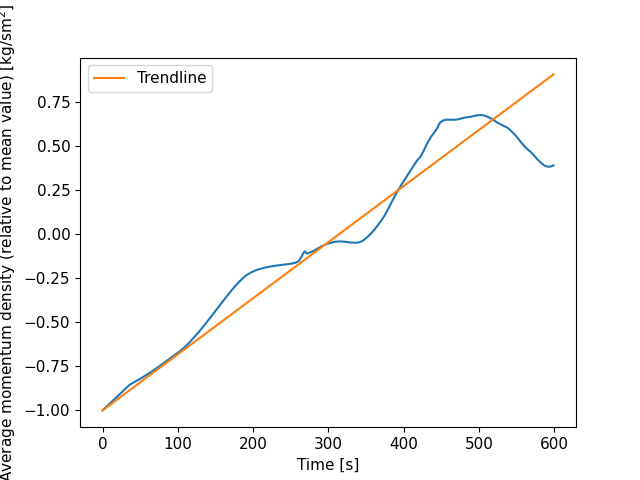 Average momentum density (relative to mean value) [kg/sm²]
Trendline
0.75
0.50
0.25
0.00
−0.25
−0.50
−0.75
−1.00
0 100 200 300 400 500 600
Time [s]